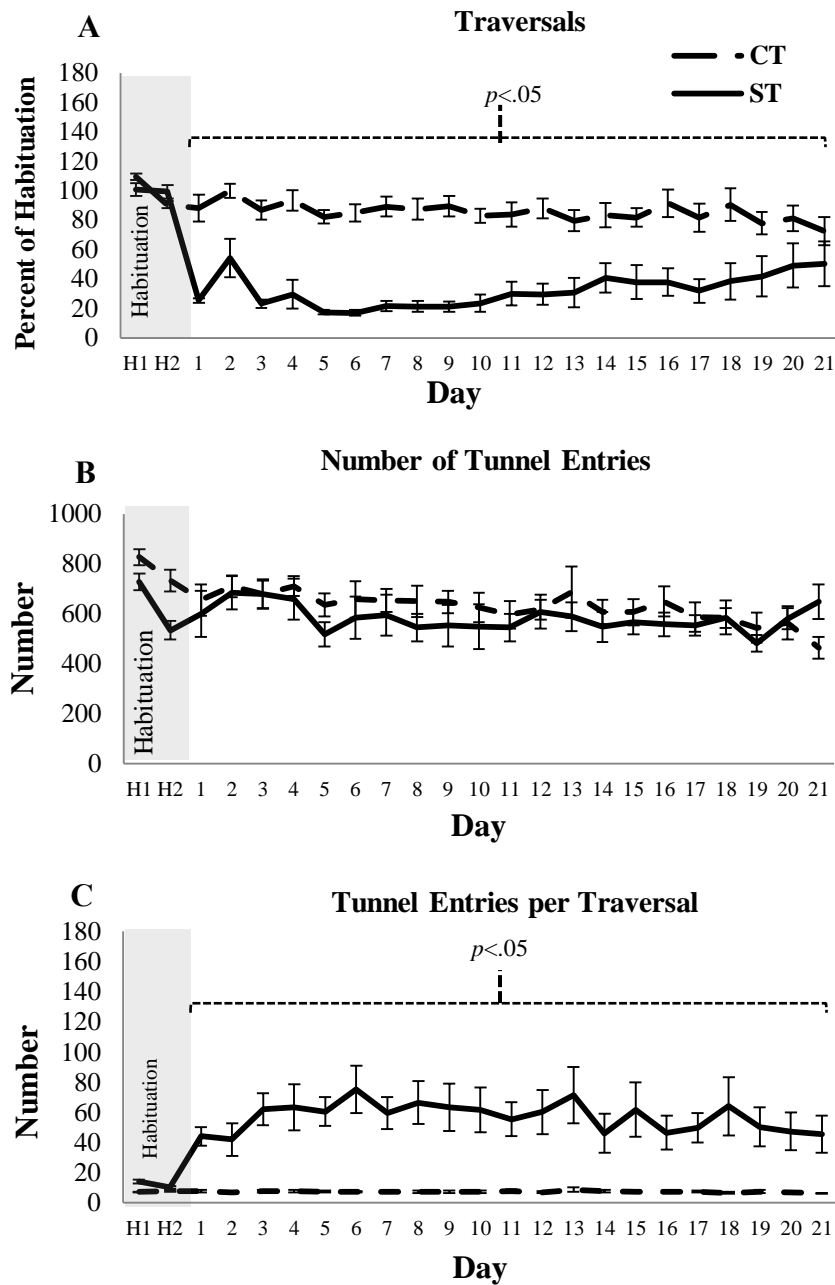 A
Traversals
CT
ST
p<.05
Percent of Habituation
180
160
140
120
100
80
60
40
20
0
Habituation
H1 H2 1 2 3 4 5 6 7 8 9 10 11 12 13 14 15 16 17 18 19 20 21
Day
B
Number of Tunnel Entries
Number
1000
800
600
400
200
0
Habituation
H1 H2 1 2 3 4 5 6 7 8 9 10 11 12 13 14 15 16 17 18 19 20 21
Day
C
Tunnel Entries per Traversal
p<.05
Number
180
160
140
120
100
80
60
40
20
0
Habituation
H1 H2 1 2 3 4 5 6 7 8 9 10 11 12 13 14 15 16 17 18 19 20 21
Day